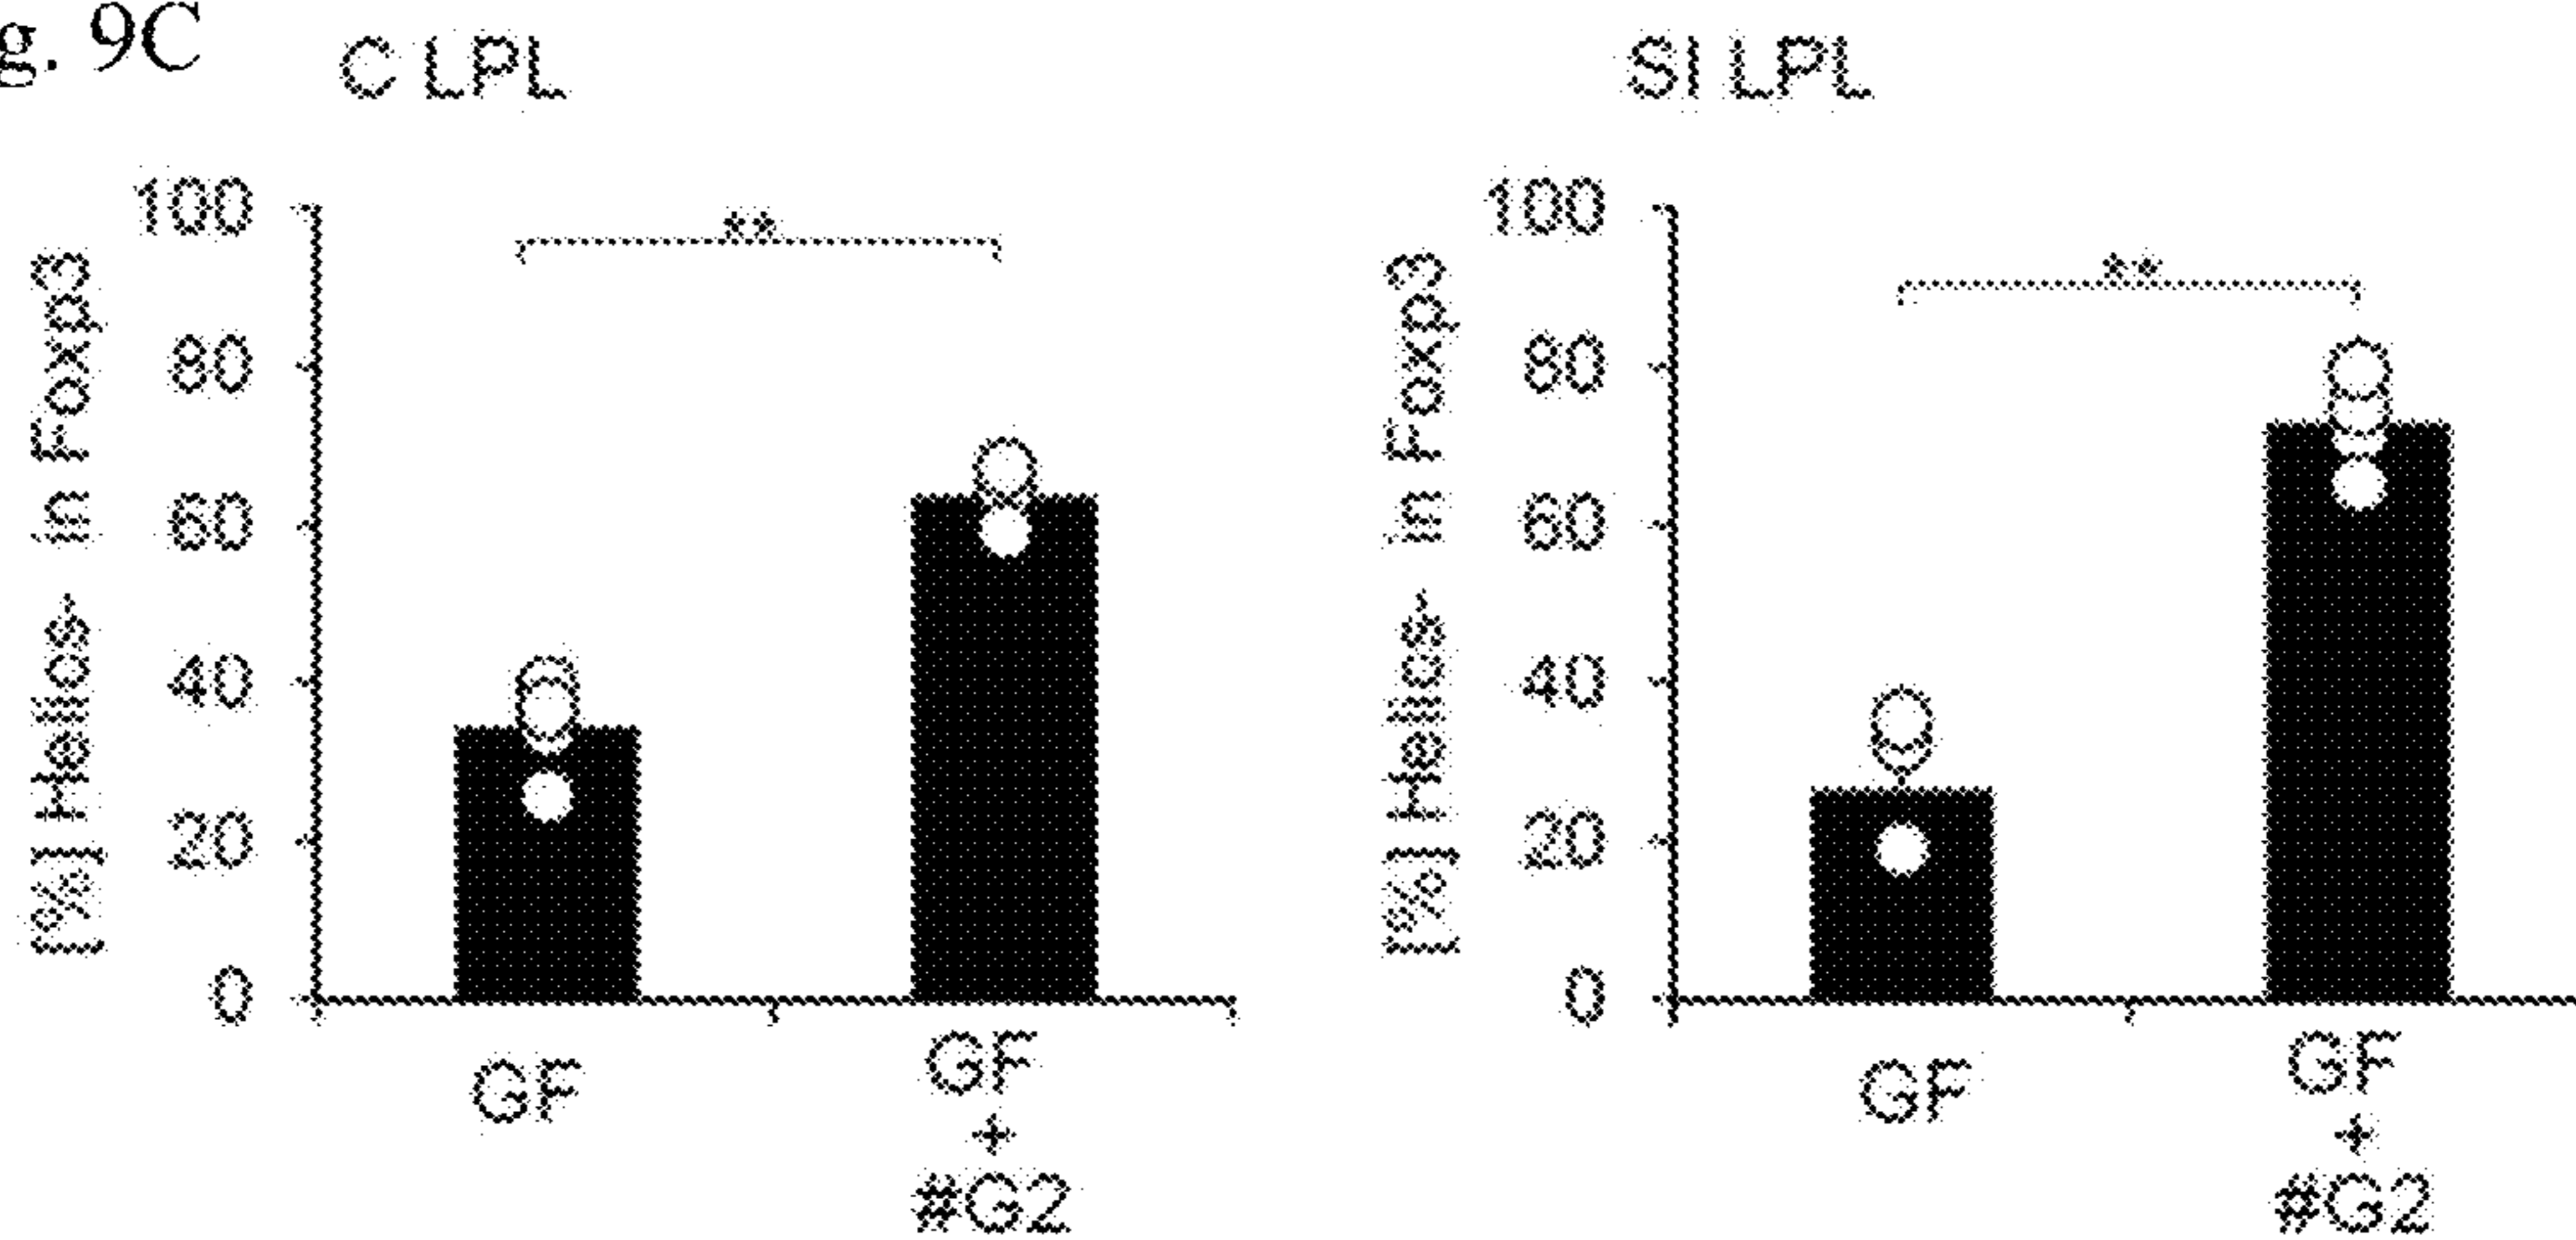 g. 9C
C LPL
[%] Helios- in Foxp3
100
80
60
40
20
0
**
GF
GF
+
#G2
SI LPL
[%] Helios- in Foxp3
100
80
60
40
20
0
**
GF
GF
+
#G2